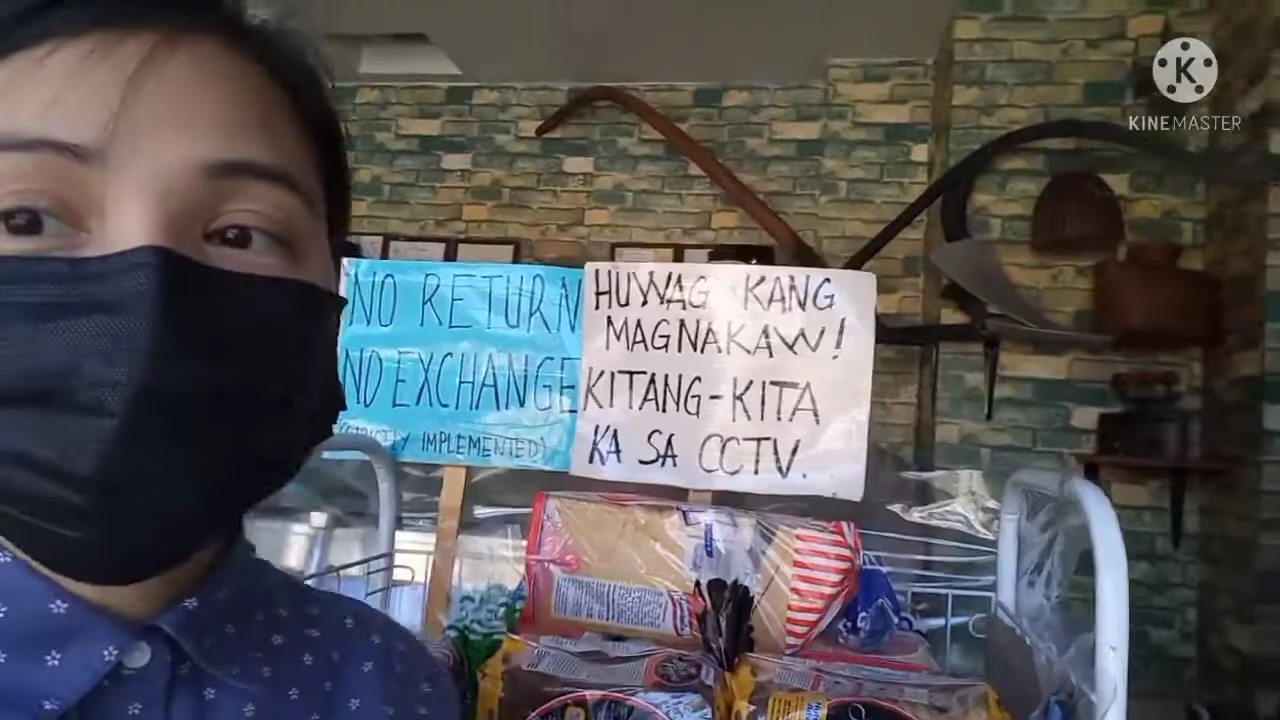 NO RETURN
NO EXCHANGE
(STRICTLY IMPLEMENTED)
HUWAG KANG
MAGNAKAW!
KITANG-KITA
KA SA CCTV.
K
KINEMASTER